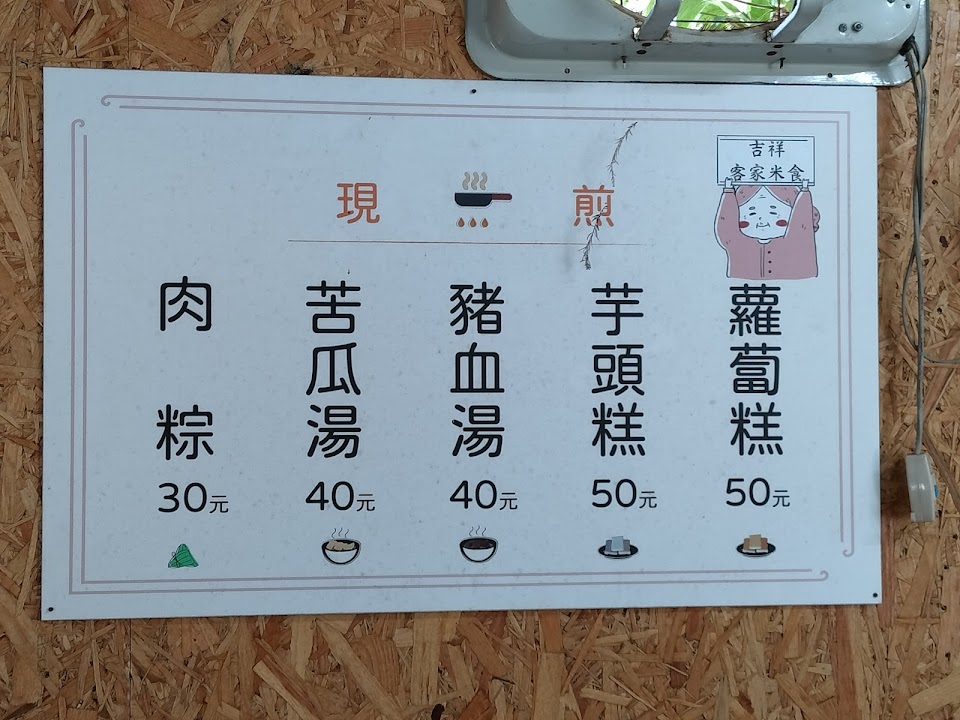 吉祥
客家米食
現 煎
蘿蔔糕
50元
芋頭糕
50元
豬血湯
40元
苦瓜湯
40元
肉粽
30元